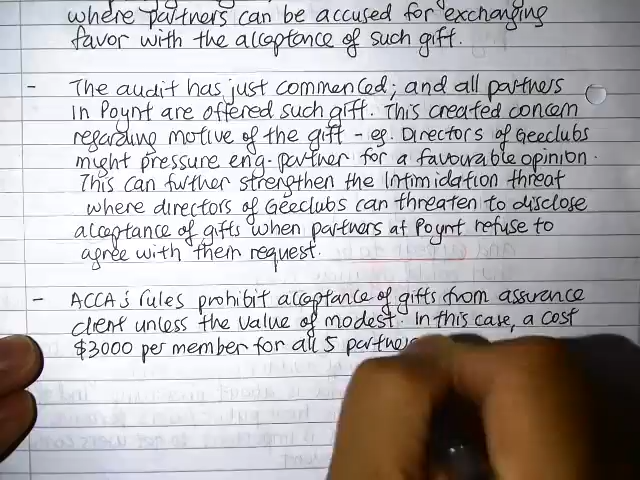 where partners can be accused for exchanging
favor with the acceptance of such gift.
- The audit has just commenced; and all partners
in Poynt are offered such gift. This created concern
regarding motive of the gift - eg. Directors of Geeclubs
might pressure eng. partner for a favourable opinion.
This can further strengthen the Intimidation threat
where directors of Geeclubs can threaten to disclose
acceptance of gifts when partners at Poynt refuse to
agree with their request.
- ACCA's rules prohibit acceptance of gifts from assurance
client unless the value of modest. In this case, a cost
$3000 per member for all 5 partners